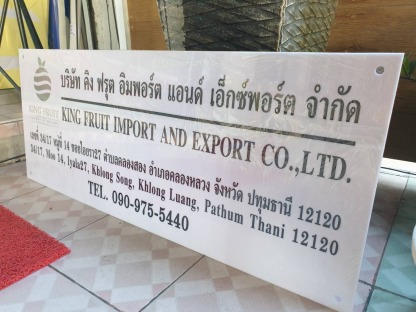 บริษัท คิง ฟรุต อิมพอร์ต แอนด์ เอ็กซ์พอร์ต จำกัด
KING FRUIT
KING FRUIT IMPORT AND EXPORT CO.,LTD.
เลขที่ 34/17 หมู่ที่ 14 ซอยไอยรา27 ตำบลคลองสอง อำเภอคลองหลวง จังหวัด ปทุมธานี 12120
34/17, Moo 14, Iyala27, Khlong Song, Khlong Luang, Pathum Thani 12120
TEL. 090-975-5440